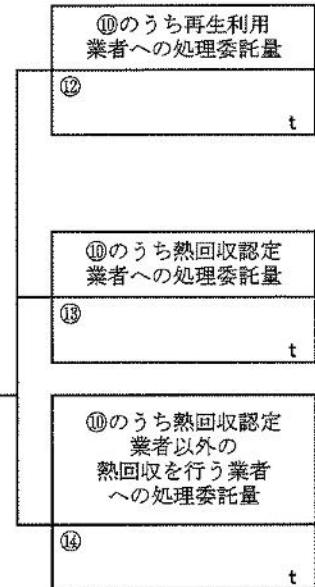 ⑩のうち再生利用
業者への処理委託量
⑫
t
⑩のうち熱回収認定
業者への処理委託量
⑬
t
⑩のうち熱回収認定
業者以外の
熱回収を行う業者
への処理委託量
⑭
t